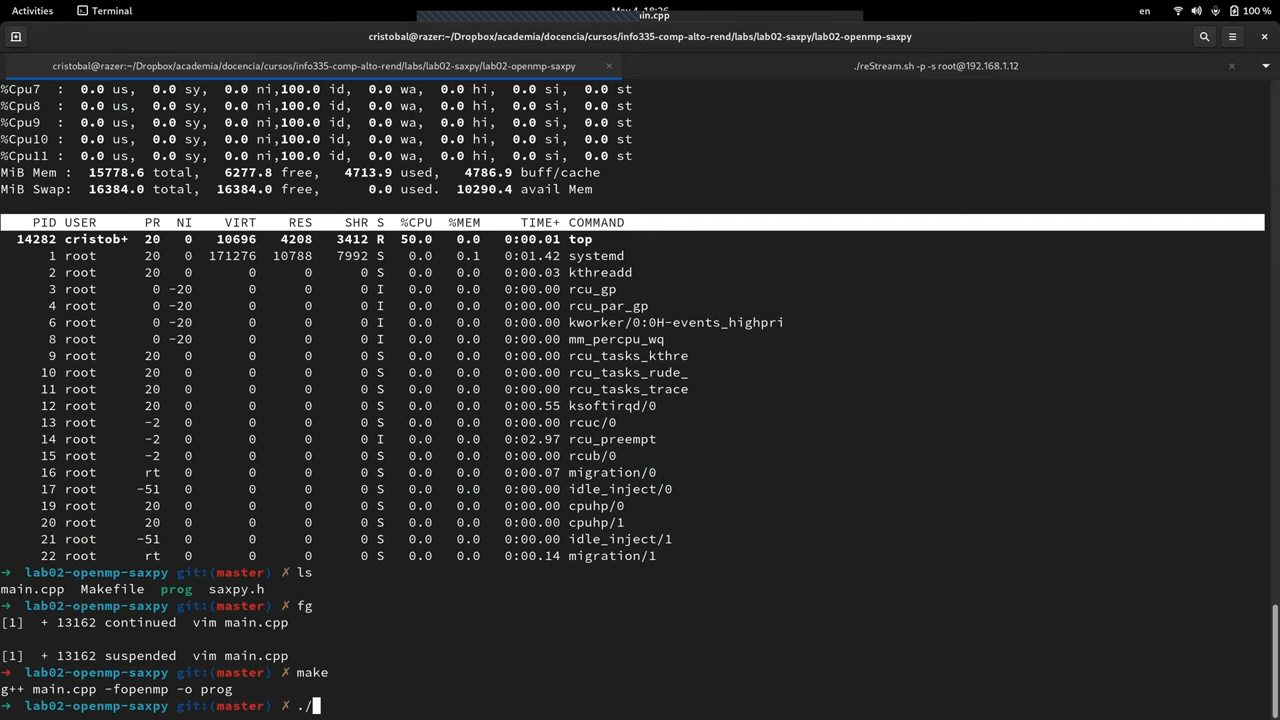 Activities Terminal en 100 %
cristobal@razer:~/Dropbox/academia/docencia/cursos/info335-comp-alto-rend/labs/lab02-saxpy/lab02-openmp-saxpy
cristobal@razer:~/Dropbox/academia/docencia/cursos/info335-comp-alto-rend/labs/lab02-saxpy/lab02-openmp-saxpy × ./reStream.sh -p -s root@192.168.1.12 ×
%Cpu7  :  0.0 us,  0.0 sy,  0.0 ni,100.0 id,  0.0 wa,  0.0 hi,  0.0 si,  0.0 st
%Cpu8  :  0.0 us,  0.0 sy,  0.0 ni,100.0 id,  0.0 wa,  0.0 hi,  0.0 si,  0.0 st
%Cpu9  :  0.0 us,  0.0 sy,  0.0 ni,100.0 id,  0.0 wa,  0.0 hi,  0.0 si,  0.0 st
%Cpu10 :  0.0 us,  0.0 sy,  0.0 ni,100.0 id,  0.0 wa,  0.0 hi,  0.0 si,  0.0 st
%Cpu11 :  0.0 us,  0.0 sy,  0.0 ni,100.0 id,  0.0 wa,  0.0 hi,  0.0 si,  0.0 st
MiB Mem :  15778.6 total,   6277.8 free,   4713.9 used,   4786.9 buff/cache
MiB Swap:  16384.0 total,  16384.0 free,      0.0 used.  10290.4 avail Mem
PID USER PR NI VIRT RES SHR S %CPU %MEM TIME+ COMMAND
14282 cristob+ 20 0 10696 4208 3412 R 50.0 0.0 0:00.01 top
1 root 20 0 171276 10788 7992 S 0.0 0.1 0:01.42 systemd
2 root 20 0 0 0 0 S 0.0 0.0 0:00.03 kthreadd
3 root 0 -20 0 0 0 I 0.0 0.0 0:00.00 rcu_gp
4 root 0 -20 0 0 0 I 0.0 0.0 0:00.00 rcu_par_gp
6 root 0 -20 0 0 0 I 0.0 0.0 0:00.00 kworker/0:0H-events_highpri
8 root 0 -20 0 0 0 I 0.0 0.0 0:00.00 mm_percpu_wq
9 root 20 0 0 0 0 S 0.0 0.0 0:00.00 rcu_tasks_kthre
10 root 20 0 0 0 0 S 0.0 0.0 0:00.00 rcu_tasks_rude_
11 root 20 0 0 0 0 S 0.0 0.0 0:00.00 rcu_tasks_trace
12 root 20 0 0 0 0 S 0.0 0.0 0:00.55 ksoftirqd/0
13 root -2 0 0 0 0 S 0.0 0.0 0:00.00 rcuc/0
14 root -2 0 0 0 0 I 0.0 0.0 0:02.97 rcu_preempt
15 root -2 0 0 0 0 S 0.0 0.0 0:00.00 rcub/0
16 root rt 0 0 0 0 S 0.0 0.0 0:00.07 migration/0
17 root -51 0 0 0 0 S 0.0 0.0 0:00.00 idle_inject/0
19 root 20 0 0 0 0 S 0.0 0.0 0:00.00 cpuhp/0
20 root 20 0 0 0 0 S 0.0 0.0 0:00.00 cpuhp/1
21 root -51 0 0 0 0 S 0.0 0.0 0:00.00 idle_inject/1
22 root rt 0 0 0 0 S 0.0 0.0 0:00.14 migration/1
→ lab02-openmp-saxpy git:(master) ✗ ls
main.cpp  Makefile  prog  saxpy.h
→ lab02-openmp-saxpy git:(master) ✗ fg
[1]  + 13162 continued  vim main.cpp
[1]  + 13162 suspended  vim main.cpp
→ lab02-openmp-saxpy git:(master) ✗ make
g++ main.cpp -fopenmp -o prog
→ lab02-openmp-saxpy git:(master) ✗ ./